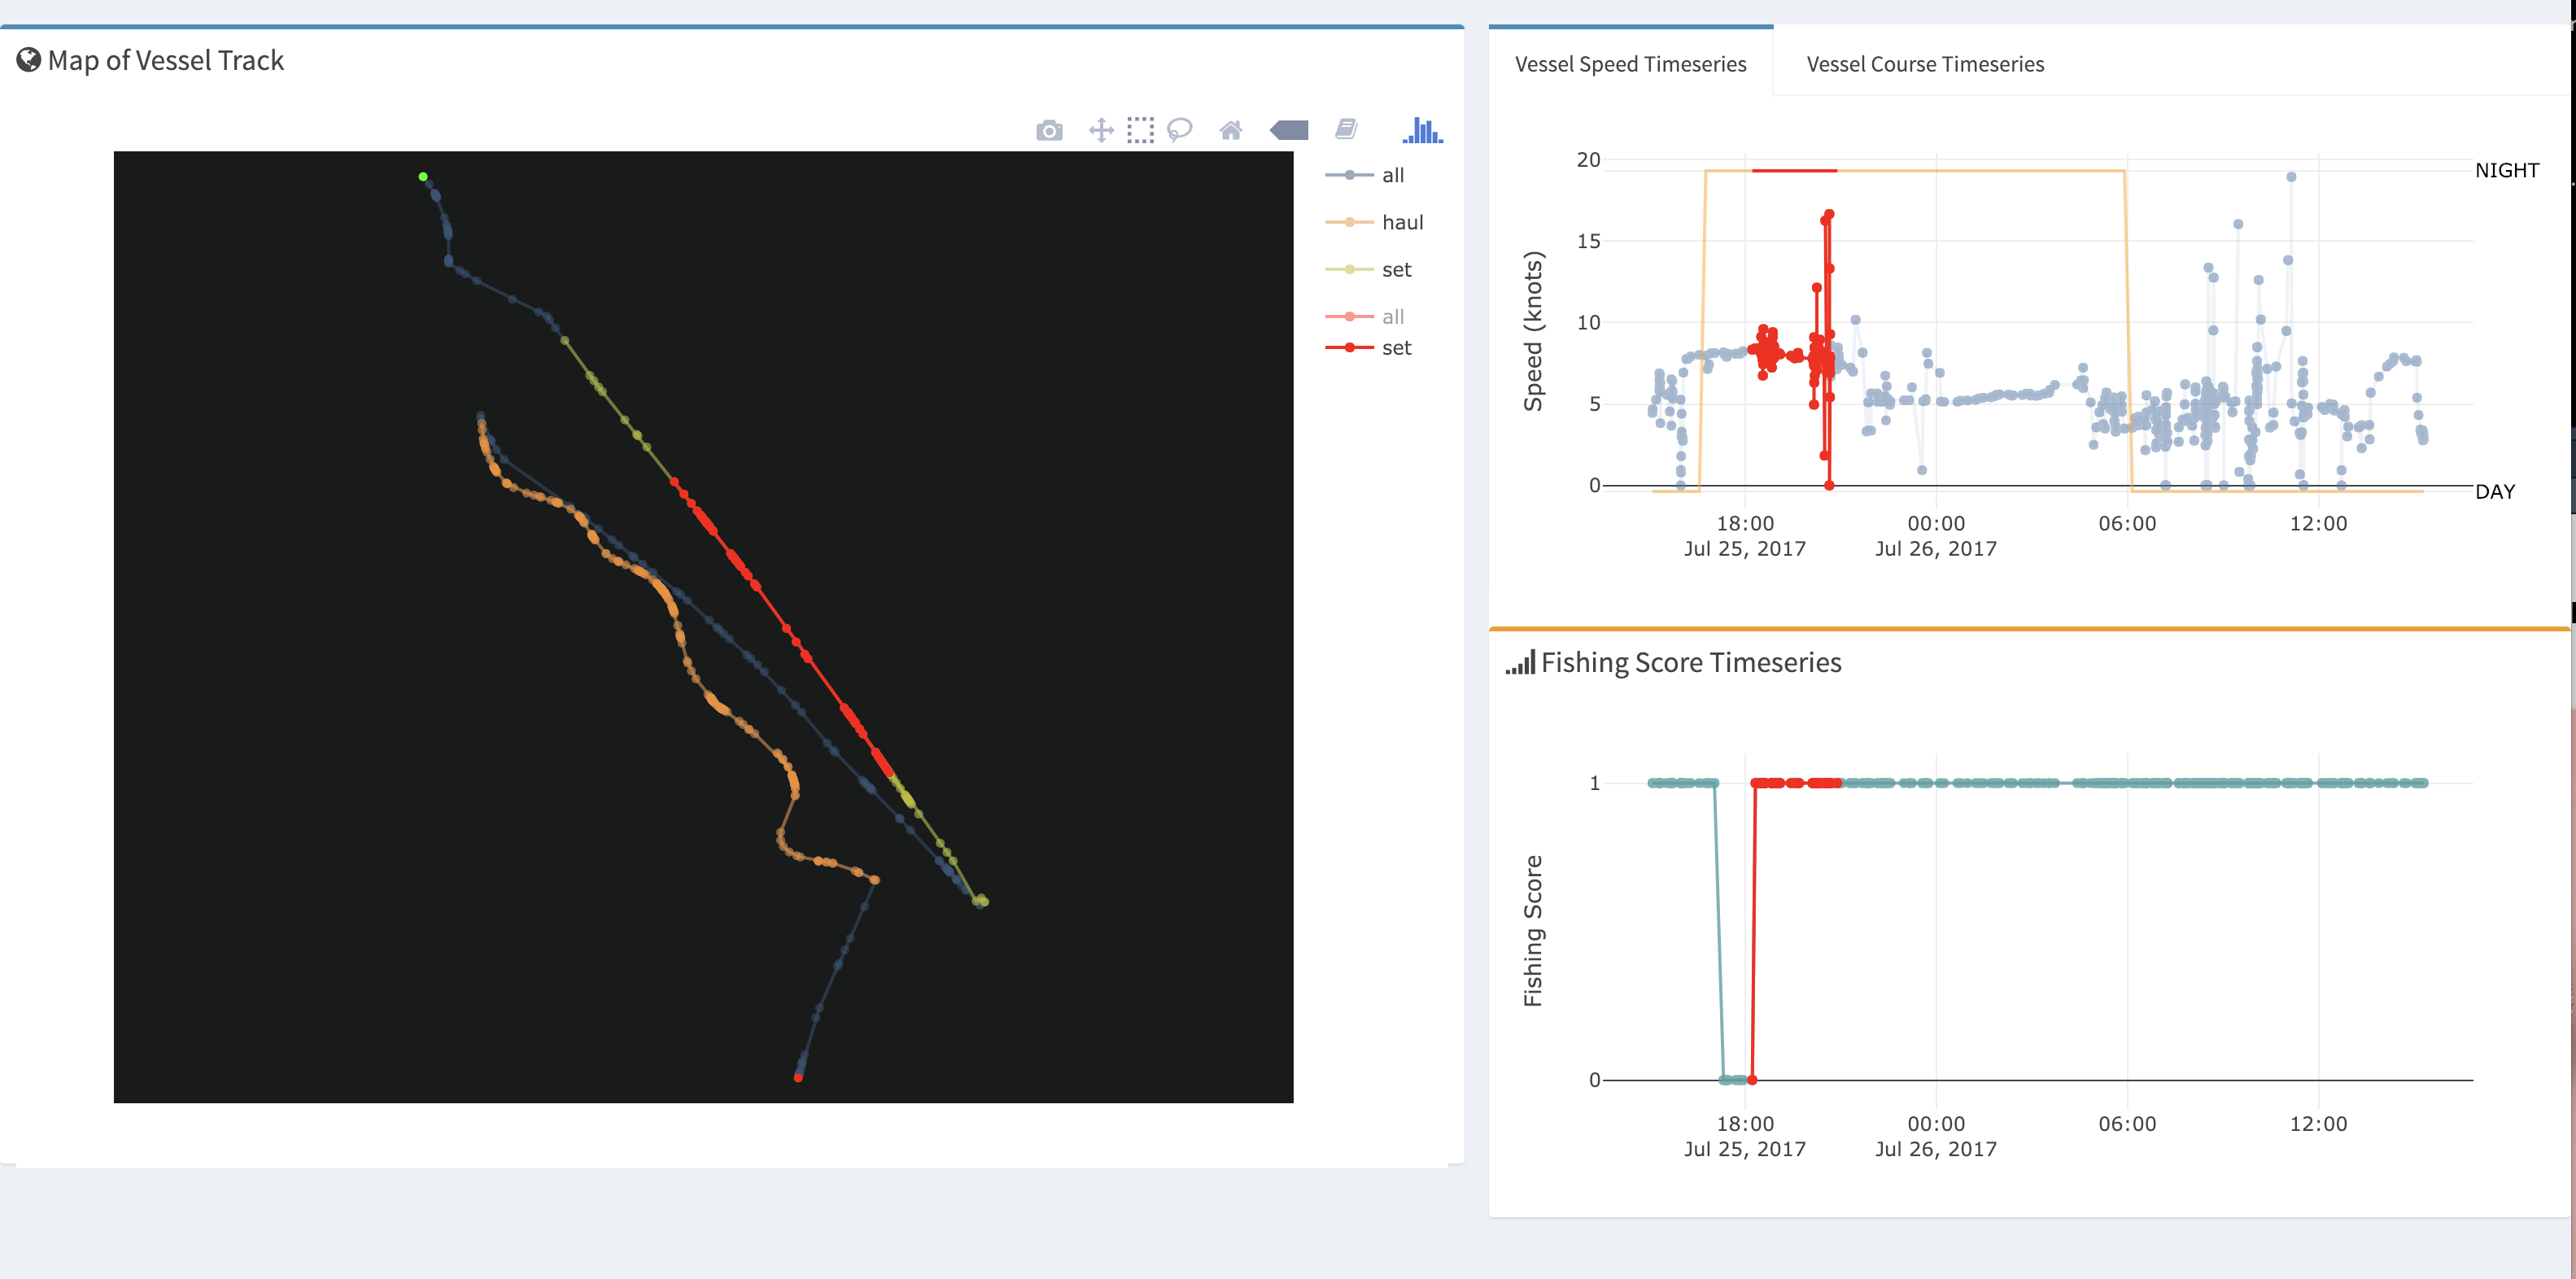 Map of Vessel Track
all
haul
set
all
set
Vessel Speed Timeseries
Vessel Course Timeseries
20
15
10
5
0
Speed (knots)
NIGHT
DAY
18:00
00:00
06:00
12:00
Jul 25, 2017
Jul 26, 2017
Fishing Score Timeseries
1
0
Fishing Score
18:00
00:00
06:00
12:00
Jul 25, 2017
Jul 26, 2017